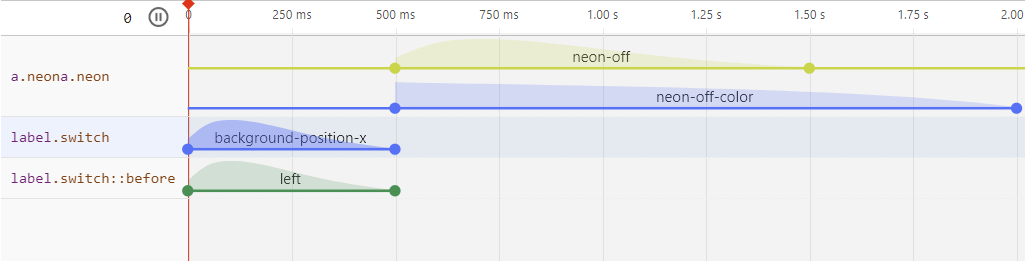 0 0 250 ms 500 ms 750 ms 1.00 s 1.25 s 1.50 s 1.75 s 2.00
neon-off
a.neona.neon
neon-off-color
label.switch background-position-x
label.switch::before left